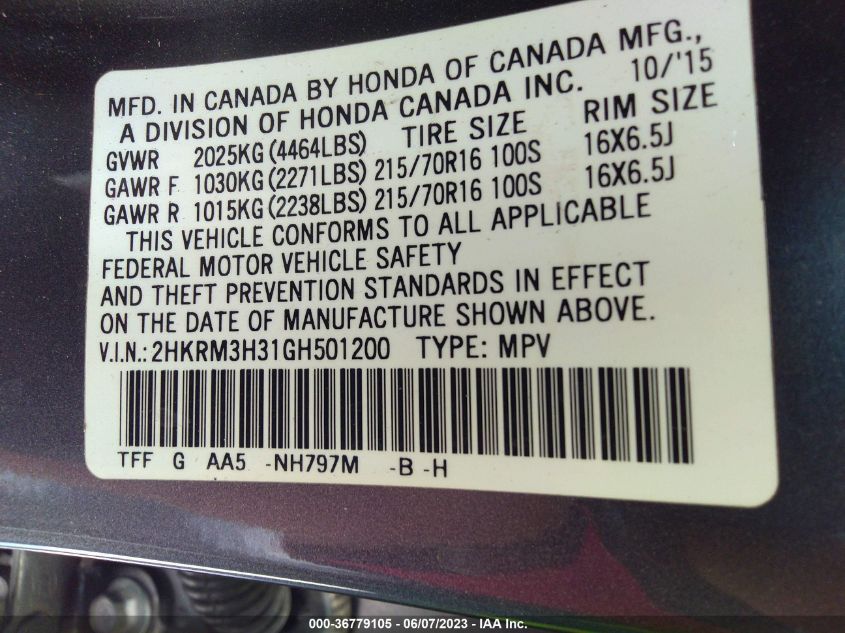 MFD. IN CANADA BY HONDA OF CANADA MFG.,
A DIVISION OF HONDA CANADA INC. 10/'15
GVWR 2025KG (4464LBS) TIRE SIZE RIM SIZE
GAWR F 1030KG (2271LBS) 215/70R16 100S 16X6.5J
GAWR R 1015KG (2238LBS) 215/70R16 100S 16X6.5J
THIS VEHICLE CONFORMS TO ALL APPLICABLE
FEDERAL MOTOR VEHICLE SAFETY
AND THEFT PREVENTION STANDARDS IN EFFECT
ON THE DATE OF MANUFACTURE SHOWN ABOVE.
V.I.N.: 2HKRM3H31GH501200 TYPE: MPV
TFF G AA5 -NH797M -B -H
000-36779105 - 06/07/2023 - IAA Inc.